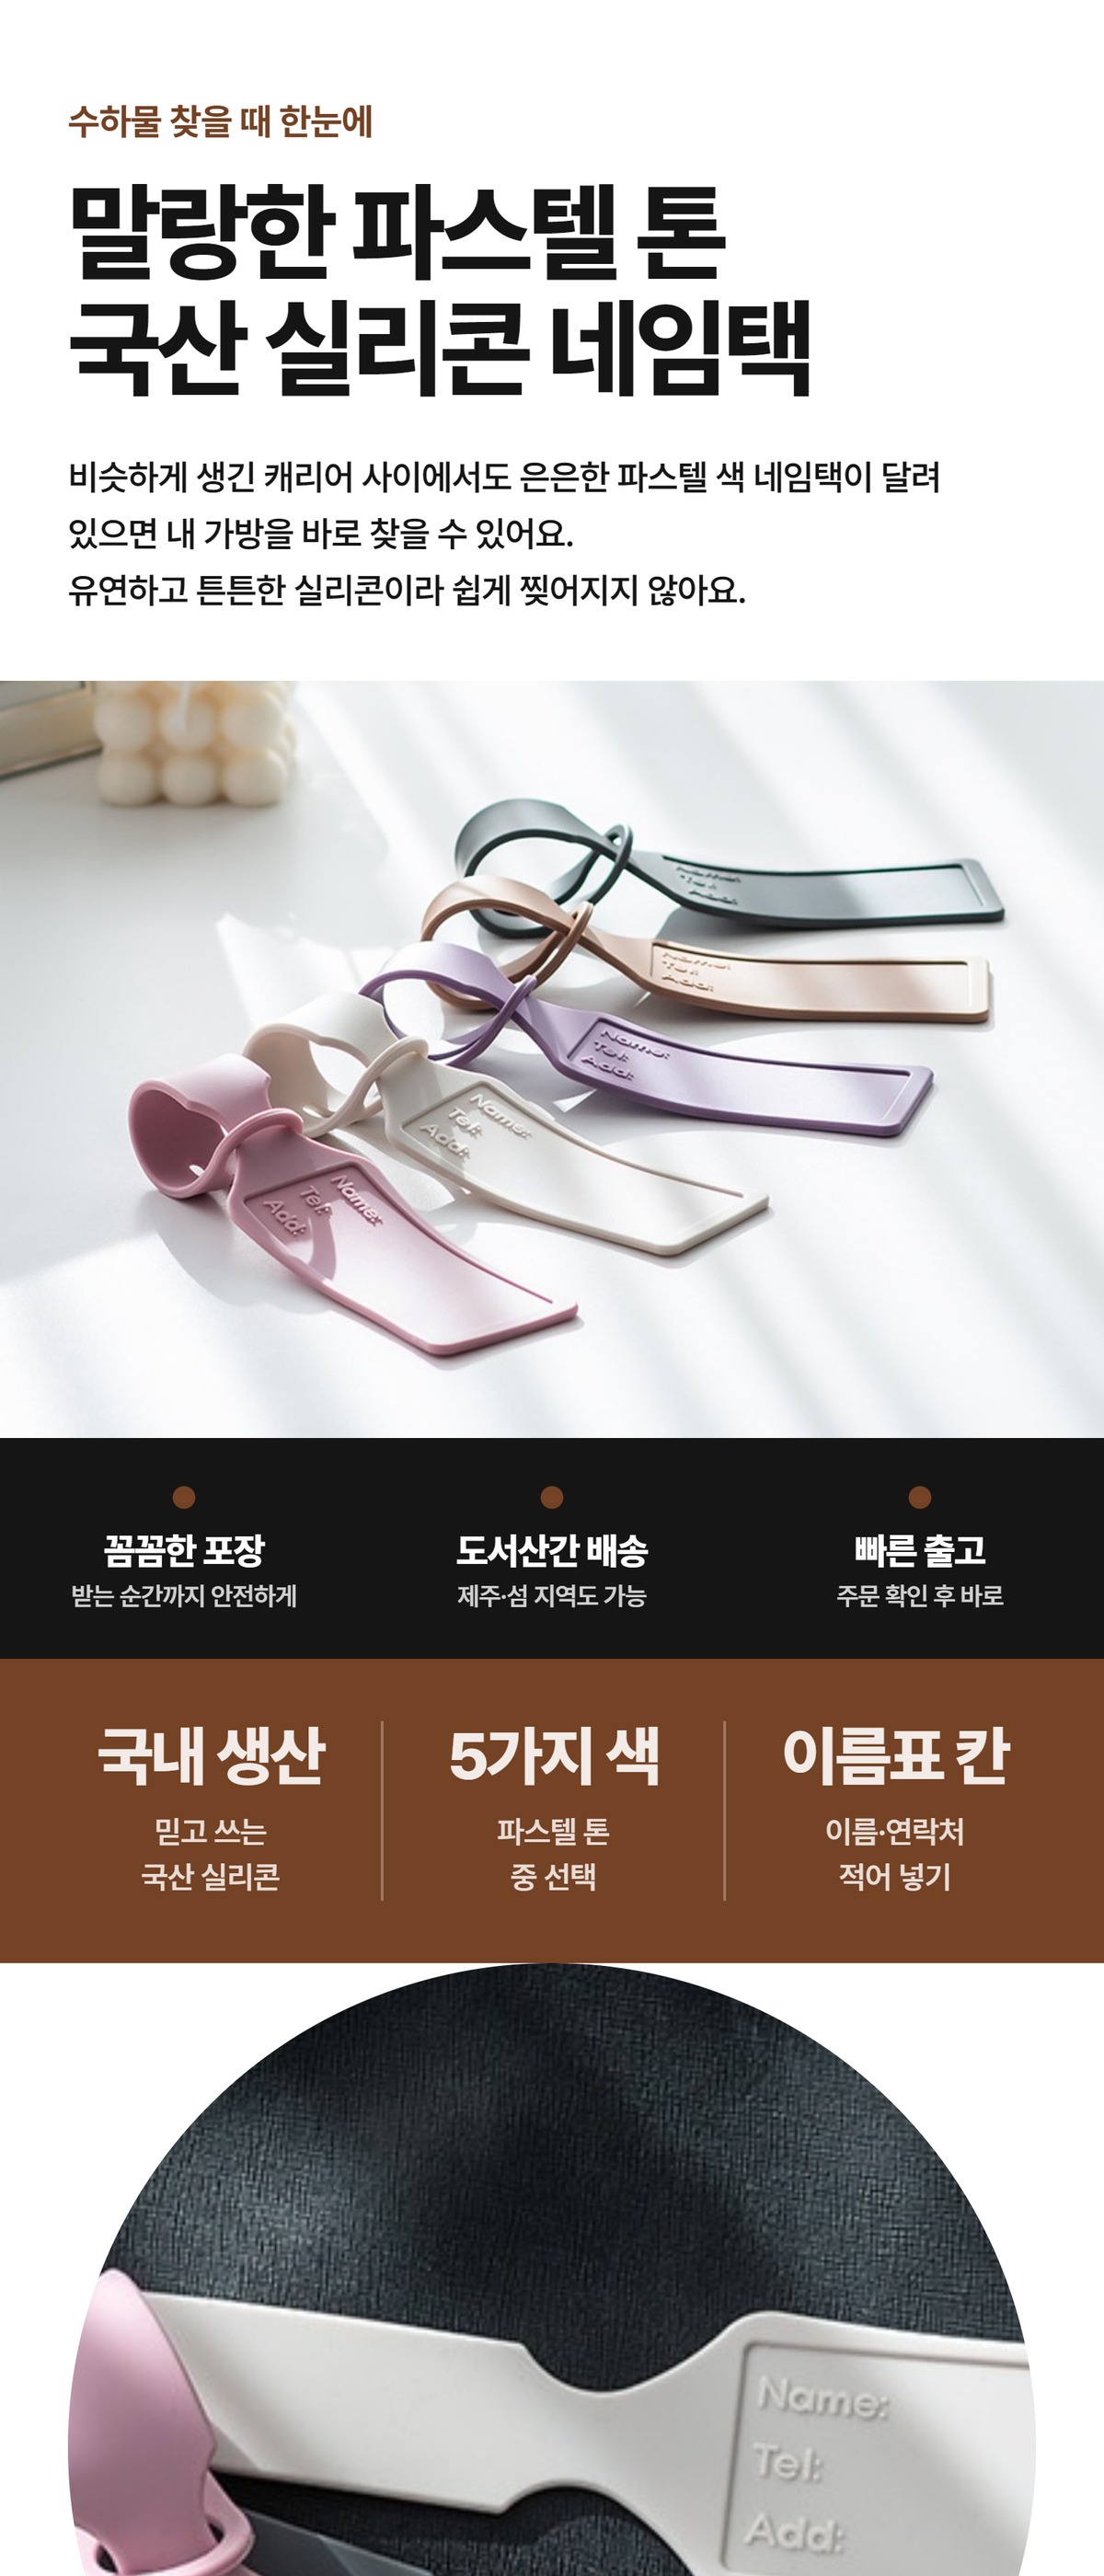 수하물 찾을 때 한눈에
말랑한 파스텔 톤
국산 실리콘 네임택
비슷하게 생긴 캐리어 사이에서도 은은한 파스텔 색 네임택이 달려
있으면 내 가방을 바로 찾을 수 있어요.
유연하고 튼튼한 실리콘이라 쉽게 찢어지지 않아요.
Name:
Tel:
Add:
Name:
Tel:
Add:
Name:
Tel:
Add:
Name:
Tel:
Add:
Name:
Tel:
Add:
꼼꼼한 포장
받는 순간까지 안전하게
도서산간 배송
제주·섬 지역도 가능
빠른 출고
주문 확인 후 바로
국내 생산
믿고 쓰는
국산 실리콘
5가지 색
파스텔 톤
중 선택
이름표 칸
이름·연락처
적어 넣기
Name:
Tel:
Add: